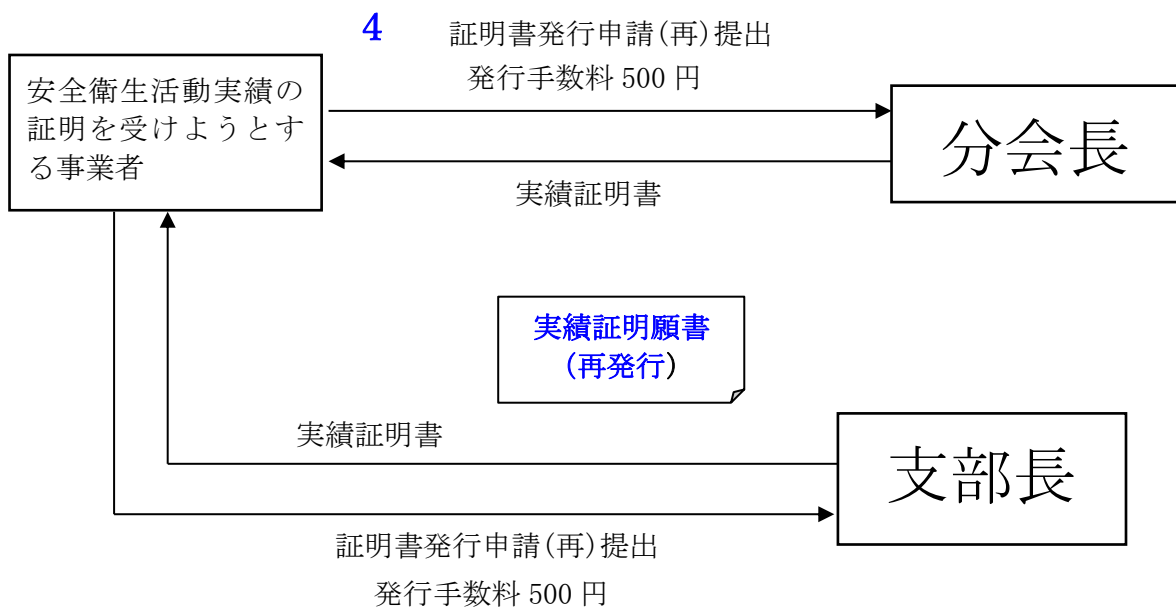 4
証明書発行申請(再)提出
発行手数料 500 円
安全衛生活動実績の
証明を受けようとす
る事業者
分会長
実績証明書
実績証明願書
(再発行)
実績証明書
支部長
証明書発行申請(再)提出
発行手数料 500 円